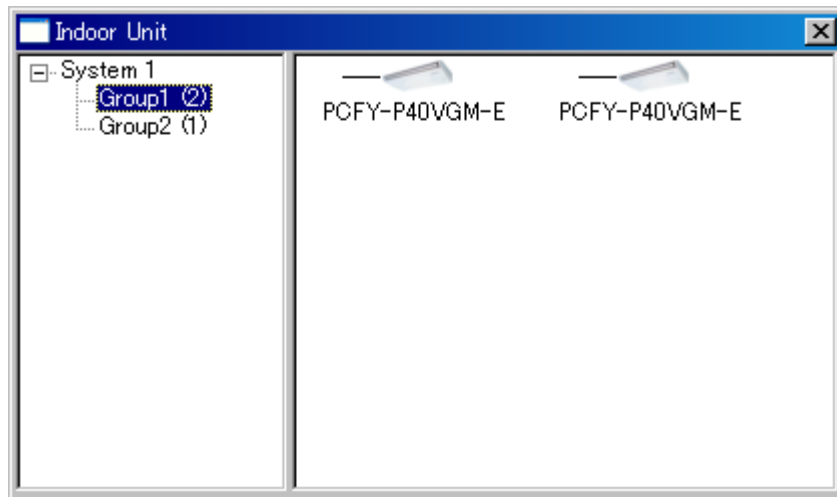 Indoor Unit
System 1
Group1 (2)
Group2 (1)
PCFY-P40VGM-E PCFY-P40VGM-E